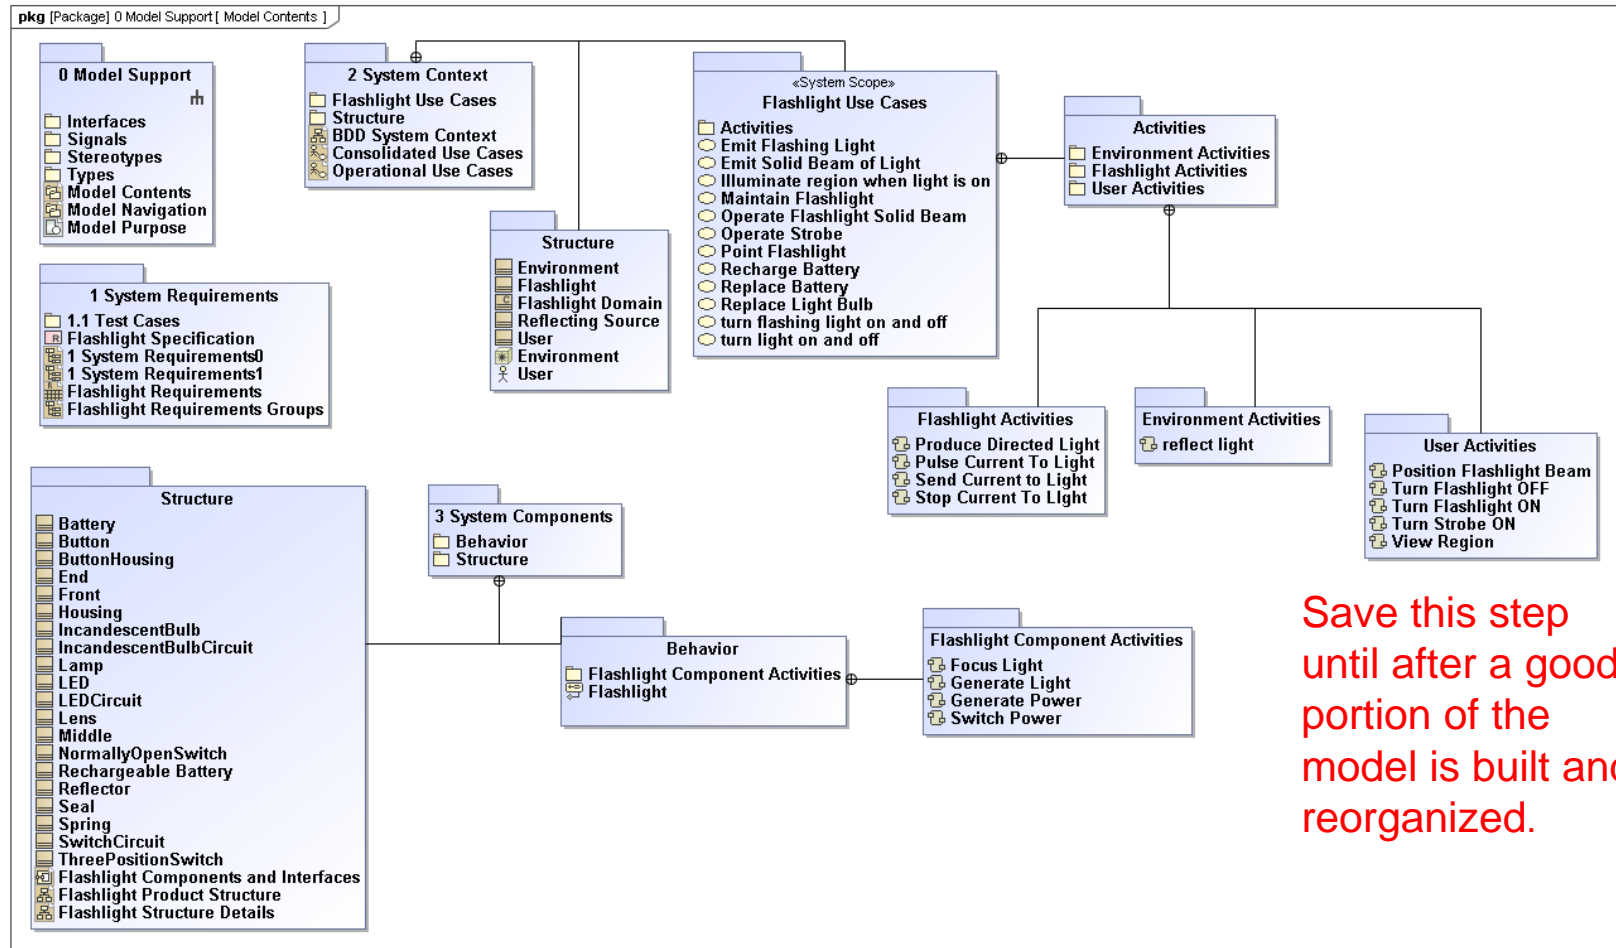 pkg [Package] 0 Model Support [ Model Contents ]
0 Model Support
Interfaces
Signals
Stereotypes
Types
Model Contents
Model Navigation
Model Purpose
1 System Requirements
1.1 Test Cases
Flashlight Specification
1 System Requirements0
1 System Requirements1
Flashlight Requirements
Flashlight Requirements Groups
2 System Context
Flashlight Use Cases
Structure
BDD System Context
Consolidated Use Cases
Operational Use Cases
Structure
Environment
Flashlight
Flashlight Domain
Reflecting Source
User
Environment
User
«System Scope»
Flashlight Use Cases
Activities
Emit Flashing Light
Emit Solid Beam of Light
Illuminate region when light is on
Maintain Flashlight
Operate Flashlight Solid Beam
Operate Strobe
Point Flashlight
Recharge Battery
Replace Battery
Replace Light Bulb
turn flashing light on and off
turn light on and off
Activities
Environment Activities
Flashlight Activities
User Activities
Flashlight Activities
Produce Directed Light
Pulse Current To Light
Send Current to Light
Stop Current To LIght
Environment Activities
reflect light
User Activities
Position Flashlight Beam
Turn Flashlight OFF
Turn Flashlight ON
Turn Strobe ON
View Region
Structure
Battery
Button
ButtonHousing
End
Front
Housing
IncandescentBulb
IncandescentBulbCircuit
Lamp
LED
LEDCircuit
Lens
Middle
NormallyOpenSwitch
Rechargeable Battery
Reflector
Seal
Spring
SwitchCircuit
ThreePositionSwitch
Flashlight Components and Interfaces
Flashlight Product Structure
Flashlight Structure Details
3 System Components
Behavior
Structure
Behavior
Flashlight Component Activities
Flashlight
Flashlight Component Activities
Focus Light
Generate Light
Generate Power
Switch Power
Save this step
until after a good
portion of the
model is built and
reorganized.